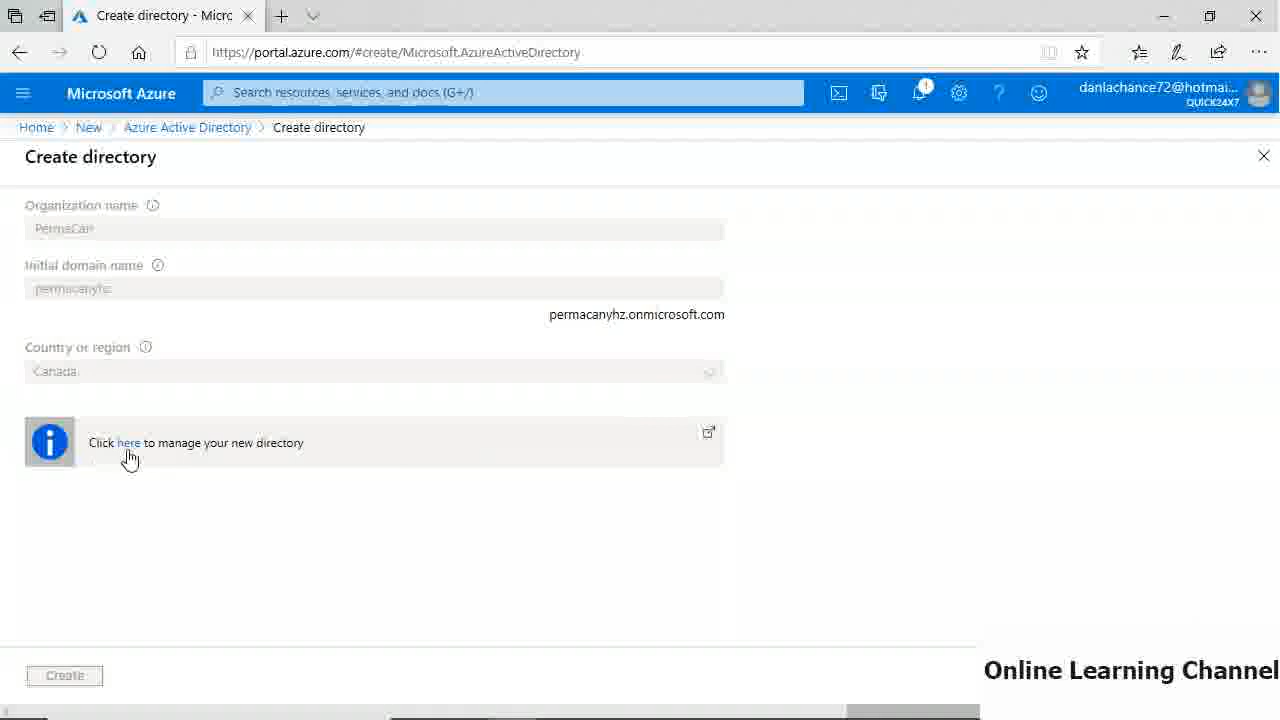 Create directory - Micro
https://portal.azure.com/#create/Microsoft.AzureActiveDirectory
Microsoft Azure
Search resources, services, and docs (G+/)
1
danlachance72@hotmai...
QUICK24X7
Home > New > Azure Active Directory > Create directory
Create directory
Organization name
PermaCan
Initial domain name
permacanyhz
permacanyhz.onmicrosoft.com
Country or region
Canada
Click here to manage your new directory
Create
Online Learning Channel